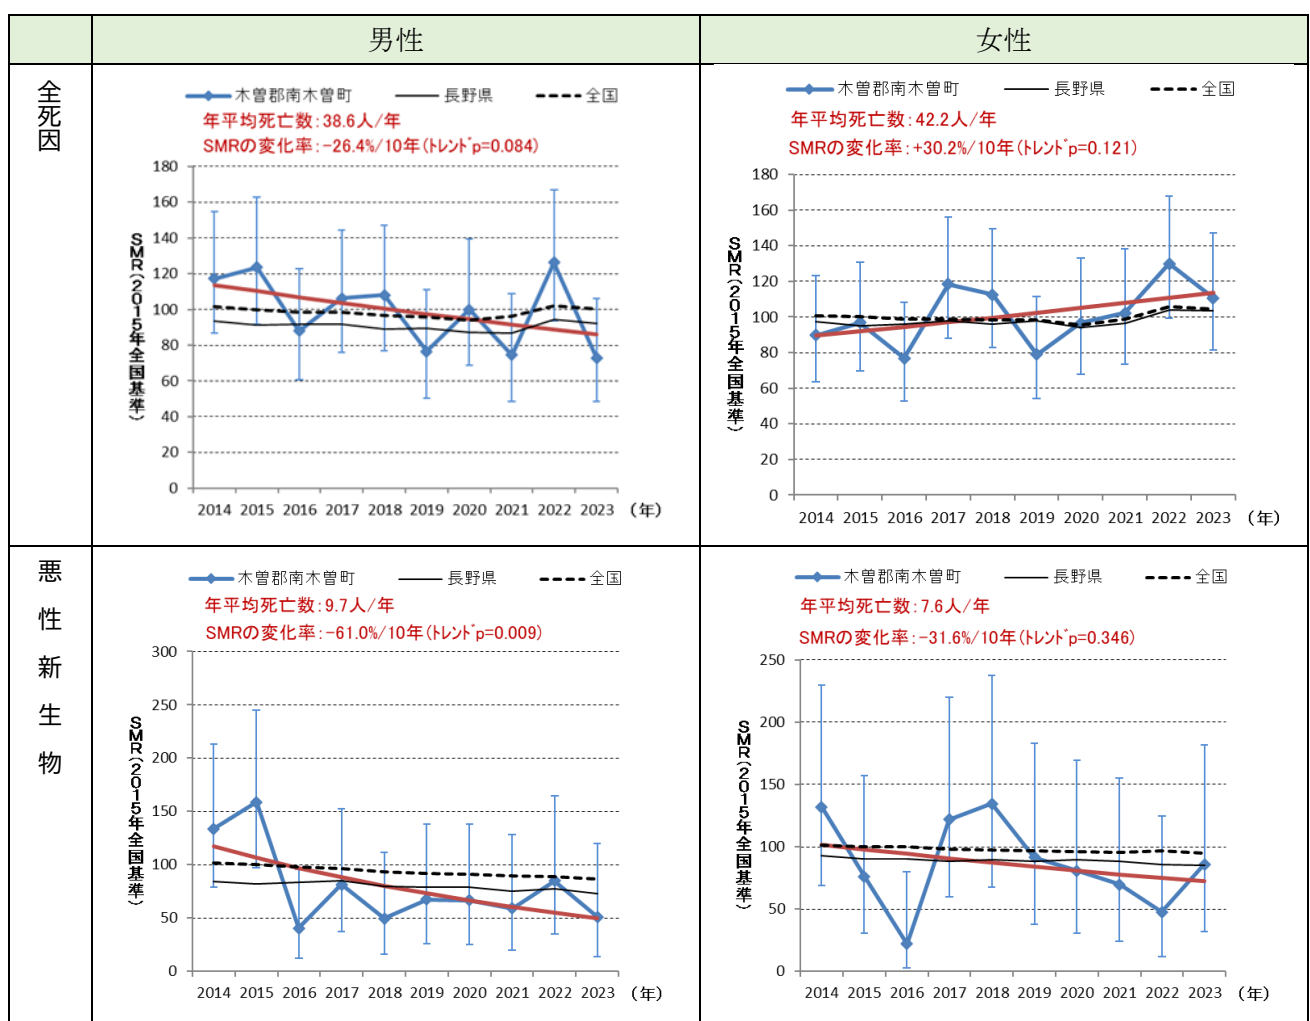 男性
女性
全死因
木曽郡南木曽町 長野県 全国
年平均死亡数：38.6人/年
SMRの変化率：-26.4%/10年(トレンドp=0.084)
SMR（2015年全国基準）
180
160
140
120
100
80
60
40
20
0
2014 2015 2016 2017 2018 2019 2020 2021 2022 2023 （年）
木曽郡南木曽町 長野県 全国
年平均死亡数：42.2人/年
SMRの変化率：+30.2%/10年(トレンドp=0.121)
SMR（2015年全国基準）
180
160
140
120
100
80
60
40
20
0
2014 2015 2016 2017 2018 2019 2020 2021 2022 2023 （年）
悪性新生物
木曽郡南木曽町 長野県 全国
年平均死亡数：9.7人/年
SMRの変化率：-61.0%/10年(トレンドp=0.009)
SMR（2015年全国基準）
300
250
200
150
100
50
0
2014 2015 2016 2017 2018 2019 2020 2021 2022 2023 （年）
木曽郡南木曽町 長野県 全国
年平均死亡数：7.6人/年
SMRの変化率：-31.6%/10年(トレンドp=0.346)
SMR（2015年全国基準）
250
200
150
100
50
0
2014 2015 2016 2017 2018 2019 2020 2021 2022 2023 （年）